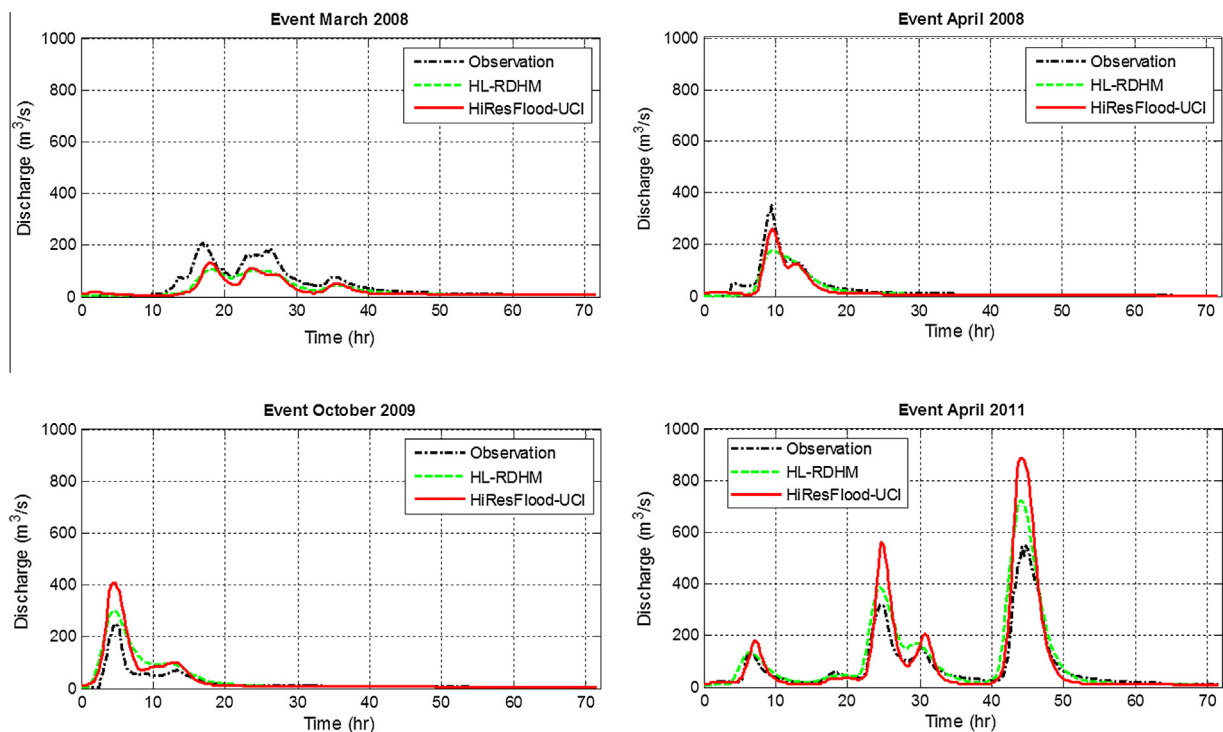 Event March 2008
1000
800
600
400
200
0
Discharge (m³/s)
Observation
HL-RDHM
HiResFlood-UCI
0 10 20 30 40 50 60 70
Time (hr)
Event April 2008
1000
800
600
400
200
0
Discharge (m³/s)
Observation
HL-RDHM
HiResFlood-UCI
0 10 20 30 40 50 60 70
Time (hr)
Event October 2009
1000
800
600
400
200
0
Discharge (m³/s)
Observation
HL-RDHM
HiResFlood-UCI
0 10 20 30 40 50 60 70
Time (hr)
Event April 2011
1000
800
600
400
200
0
Discharge (m³/s)
Observation
HL-RDHM
HiResFlood-UCI
0 10 20 30 40 50 60 70
Time (hr)